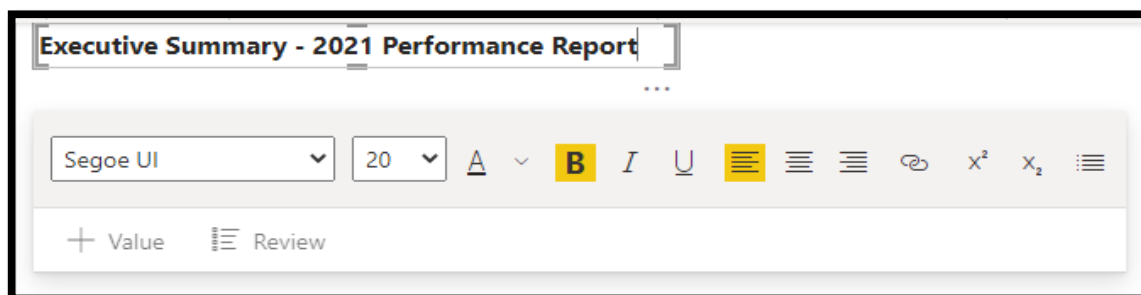 Executive Summary - 2021 Performance Report
...
Segoe UI 20 A B I U x² x₂
+ Value Review